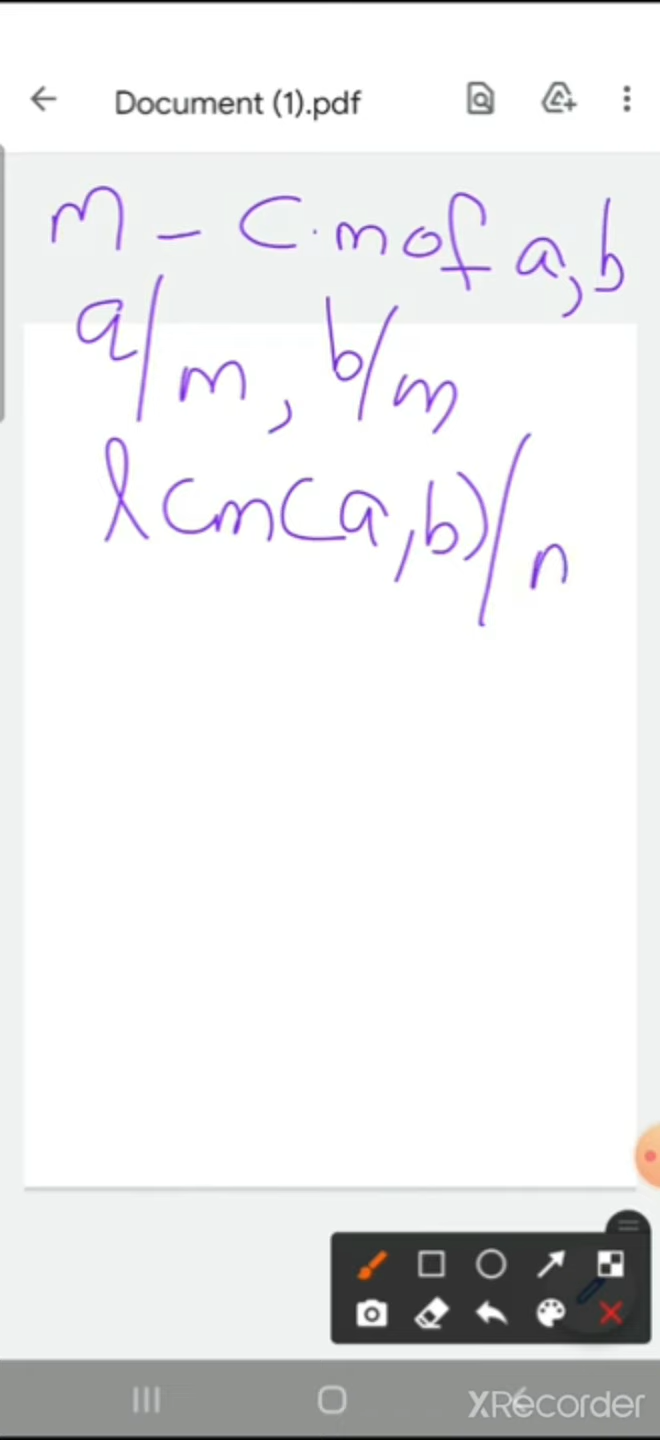 Document (1).pdf
m - C.m of a, b
a/m, b/m
lcm(a,b)/n
XRecorder